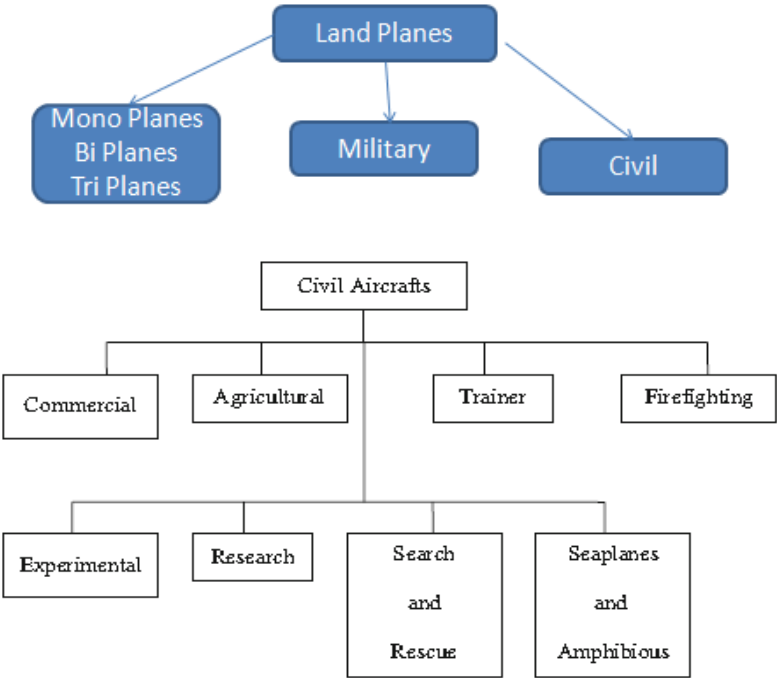 Land Planes
Mono Planes
Bi Planes
Tri Planes
Military
Civil
Civil Aircrafts
Commercial
Agricultural
Trainer
Firefighting
Experimental
Research
Search
and
Rescue
Seaplanes
and
Amphibious